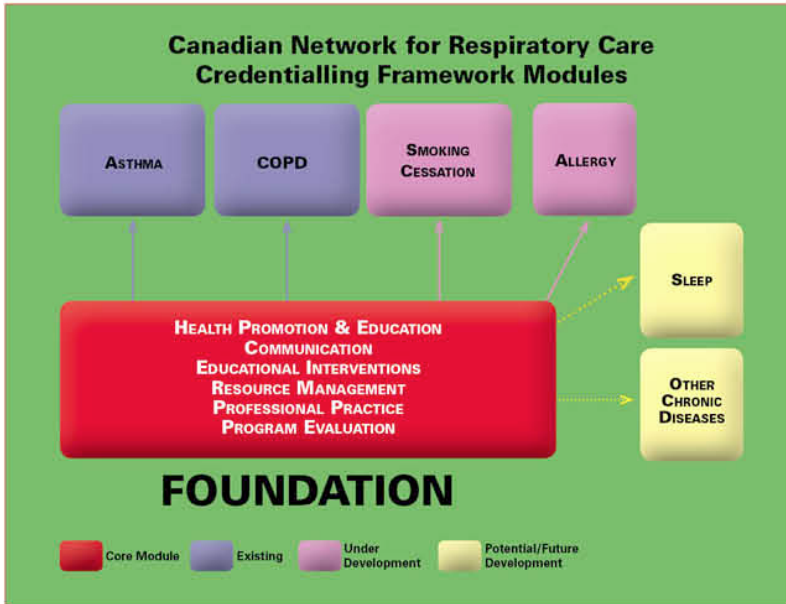 Canadian Network for Respiratory Care
Credentialling Framework Modules
ASTHMA
COPD
SMOKING
CESSATION
ALLERGY
SLEEP
HEALTH PROMOTION & EDUCATION
COMMUNICATION
EDUCATIONAL INTERVENTIONS
RESOURCE MANAGEMENT
PROFESSIONAL PRACTICE
PROGRAM EVALUATION
OTHER
CHRONIC
DISEASES
FOUNDATION
Core Module
Existing
Under
Development
Potential/Future
Development